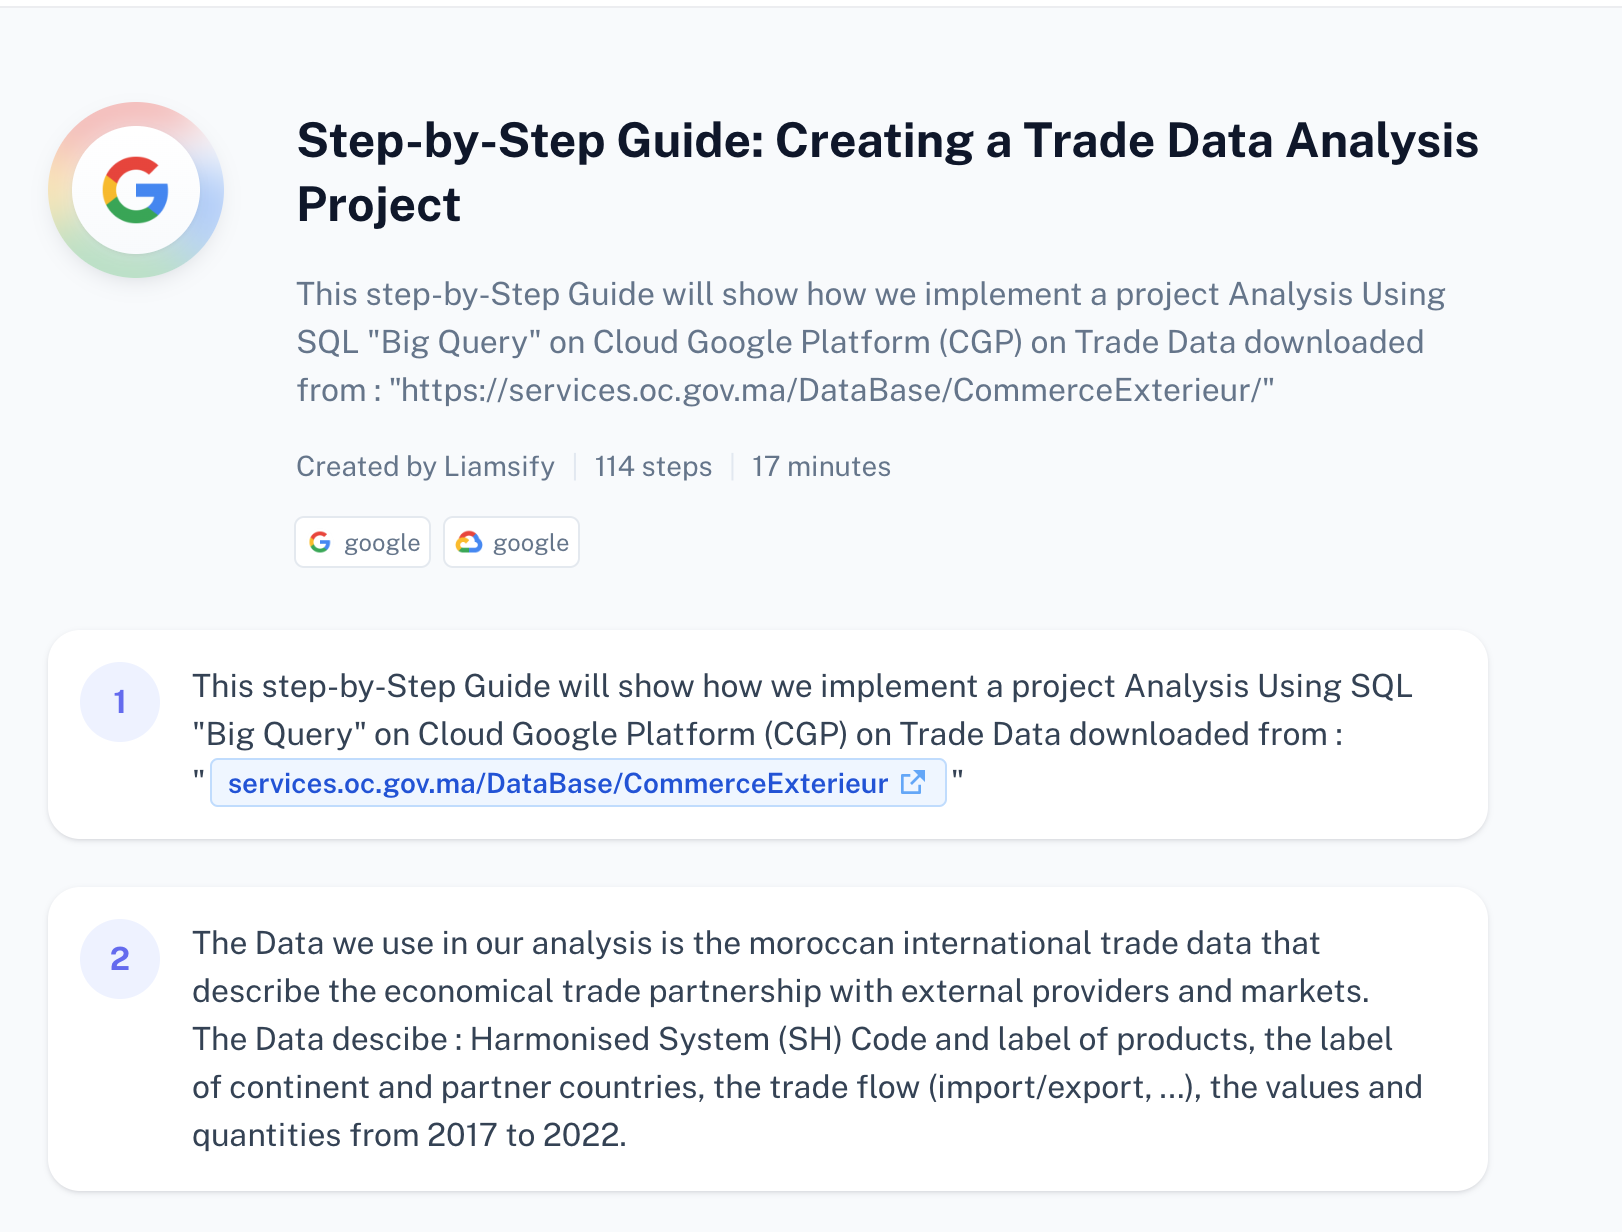 Step-by-Step Guide: Creating a Trade Data Analysis
Project
This step-by-Step Guide will show how we implement a project Analysis Using
SQL "Big Query" on Cloud Google Platform (CGP) on Trade Data downloaded
from : "https://services.oc.gov.ma/DataBase/CommerceExterieur/"
Created by Liamsify | 114 steps | 17 minutes
google google
1
This step-by-Step Guide will show how we implement a project Analysis Using SQL
"Big Query" on Cloud Google Platform (CGP) on Trade Data downloaded from :
" services.oc.gov.ma/DataBase/CommerceExterieur "
2
The Data we use in our analysis is the moroccan international trade data that
describe the economical trade partnership with external providers and markets.
The Data descibe : Harmonised System (SH) Code and label of products, the label
of continent and partner countries, the trade flow (import/export, ...), the values and
quantities from 2017 to 2022.